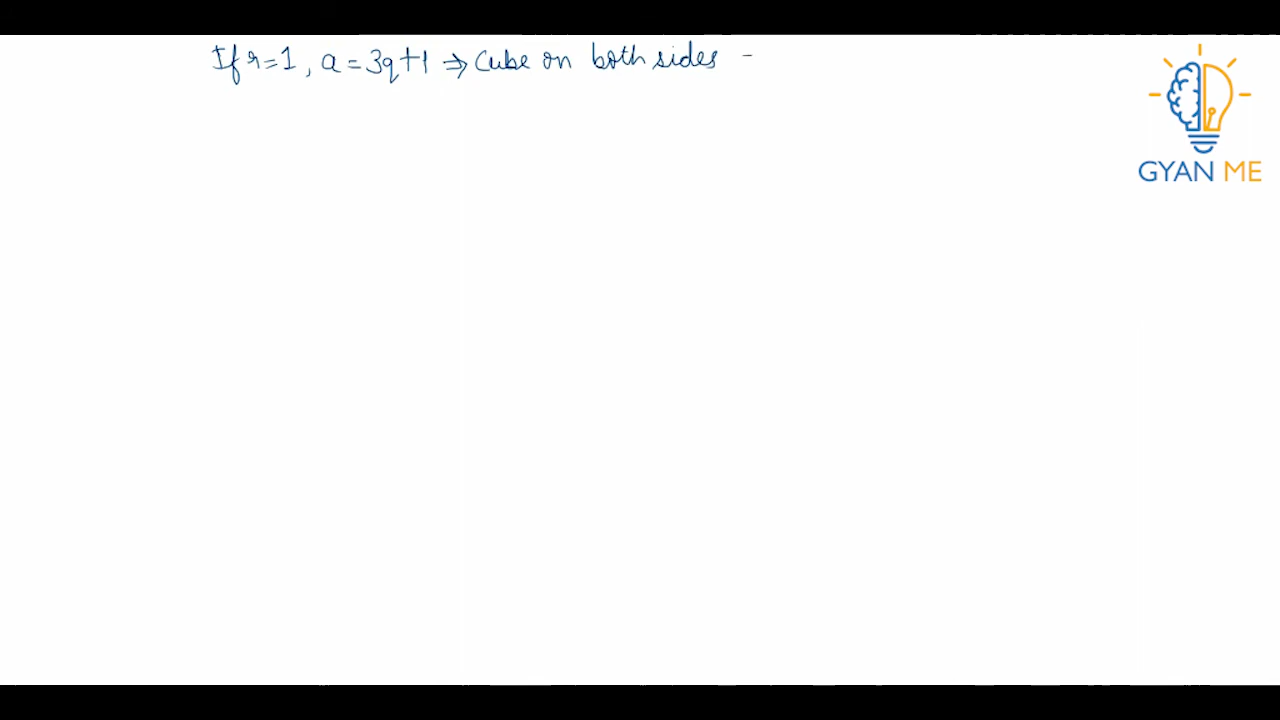 If r=1, a=3q+1 ⇒ Cube on both sides -
GYAN ME